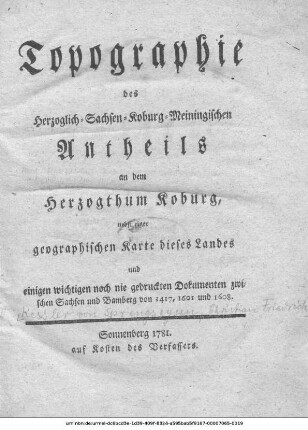 Topographie
des
Herzoglich-Sachsen-Koburg-Meiningischen
Antheils
an dem
Herzogthum Koburg,
nebst einer
geographischen Karte dieses Landes
und
einigen wichtigen noch nie gedruckten Dokumenten zwi-
schen Sachsen und Bamberg von 1417, 1601 und 1608.
Sonnenberg 1781.
auf Kosten des Verfassers.